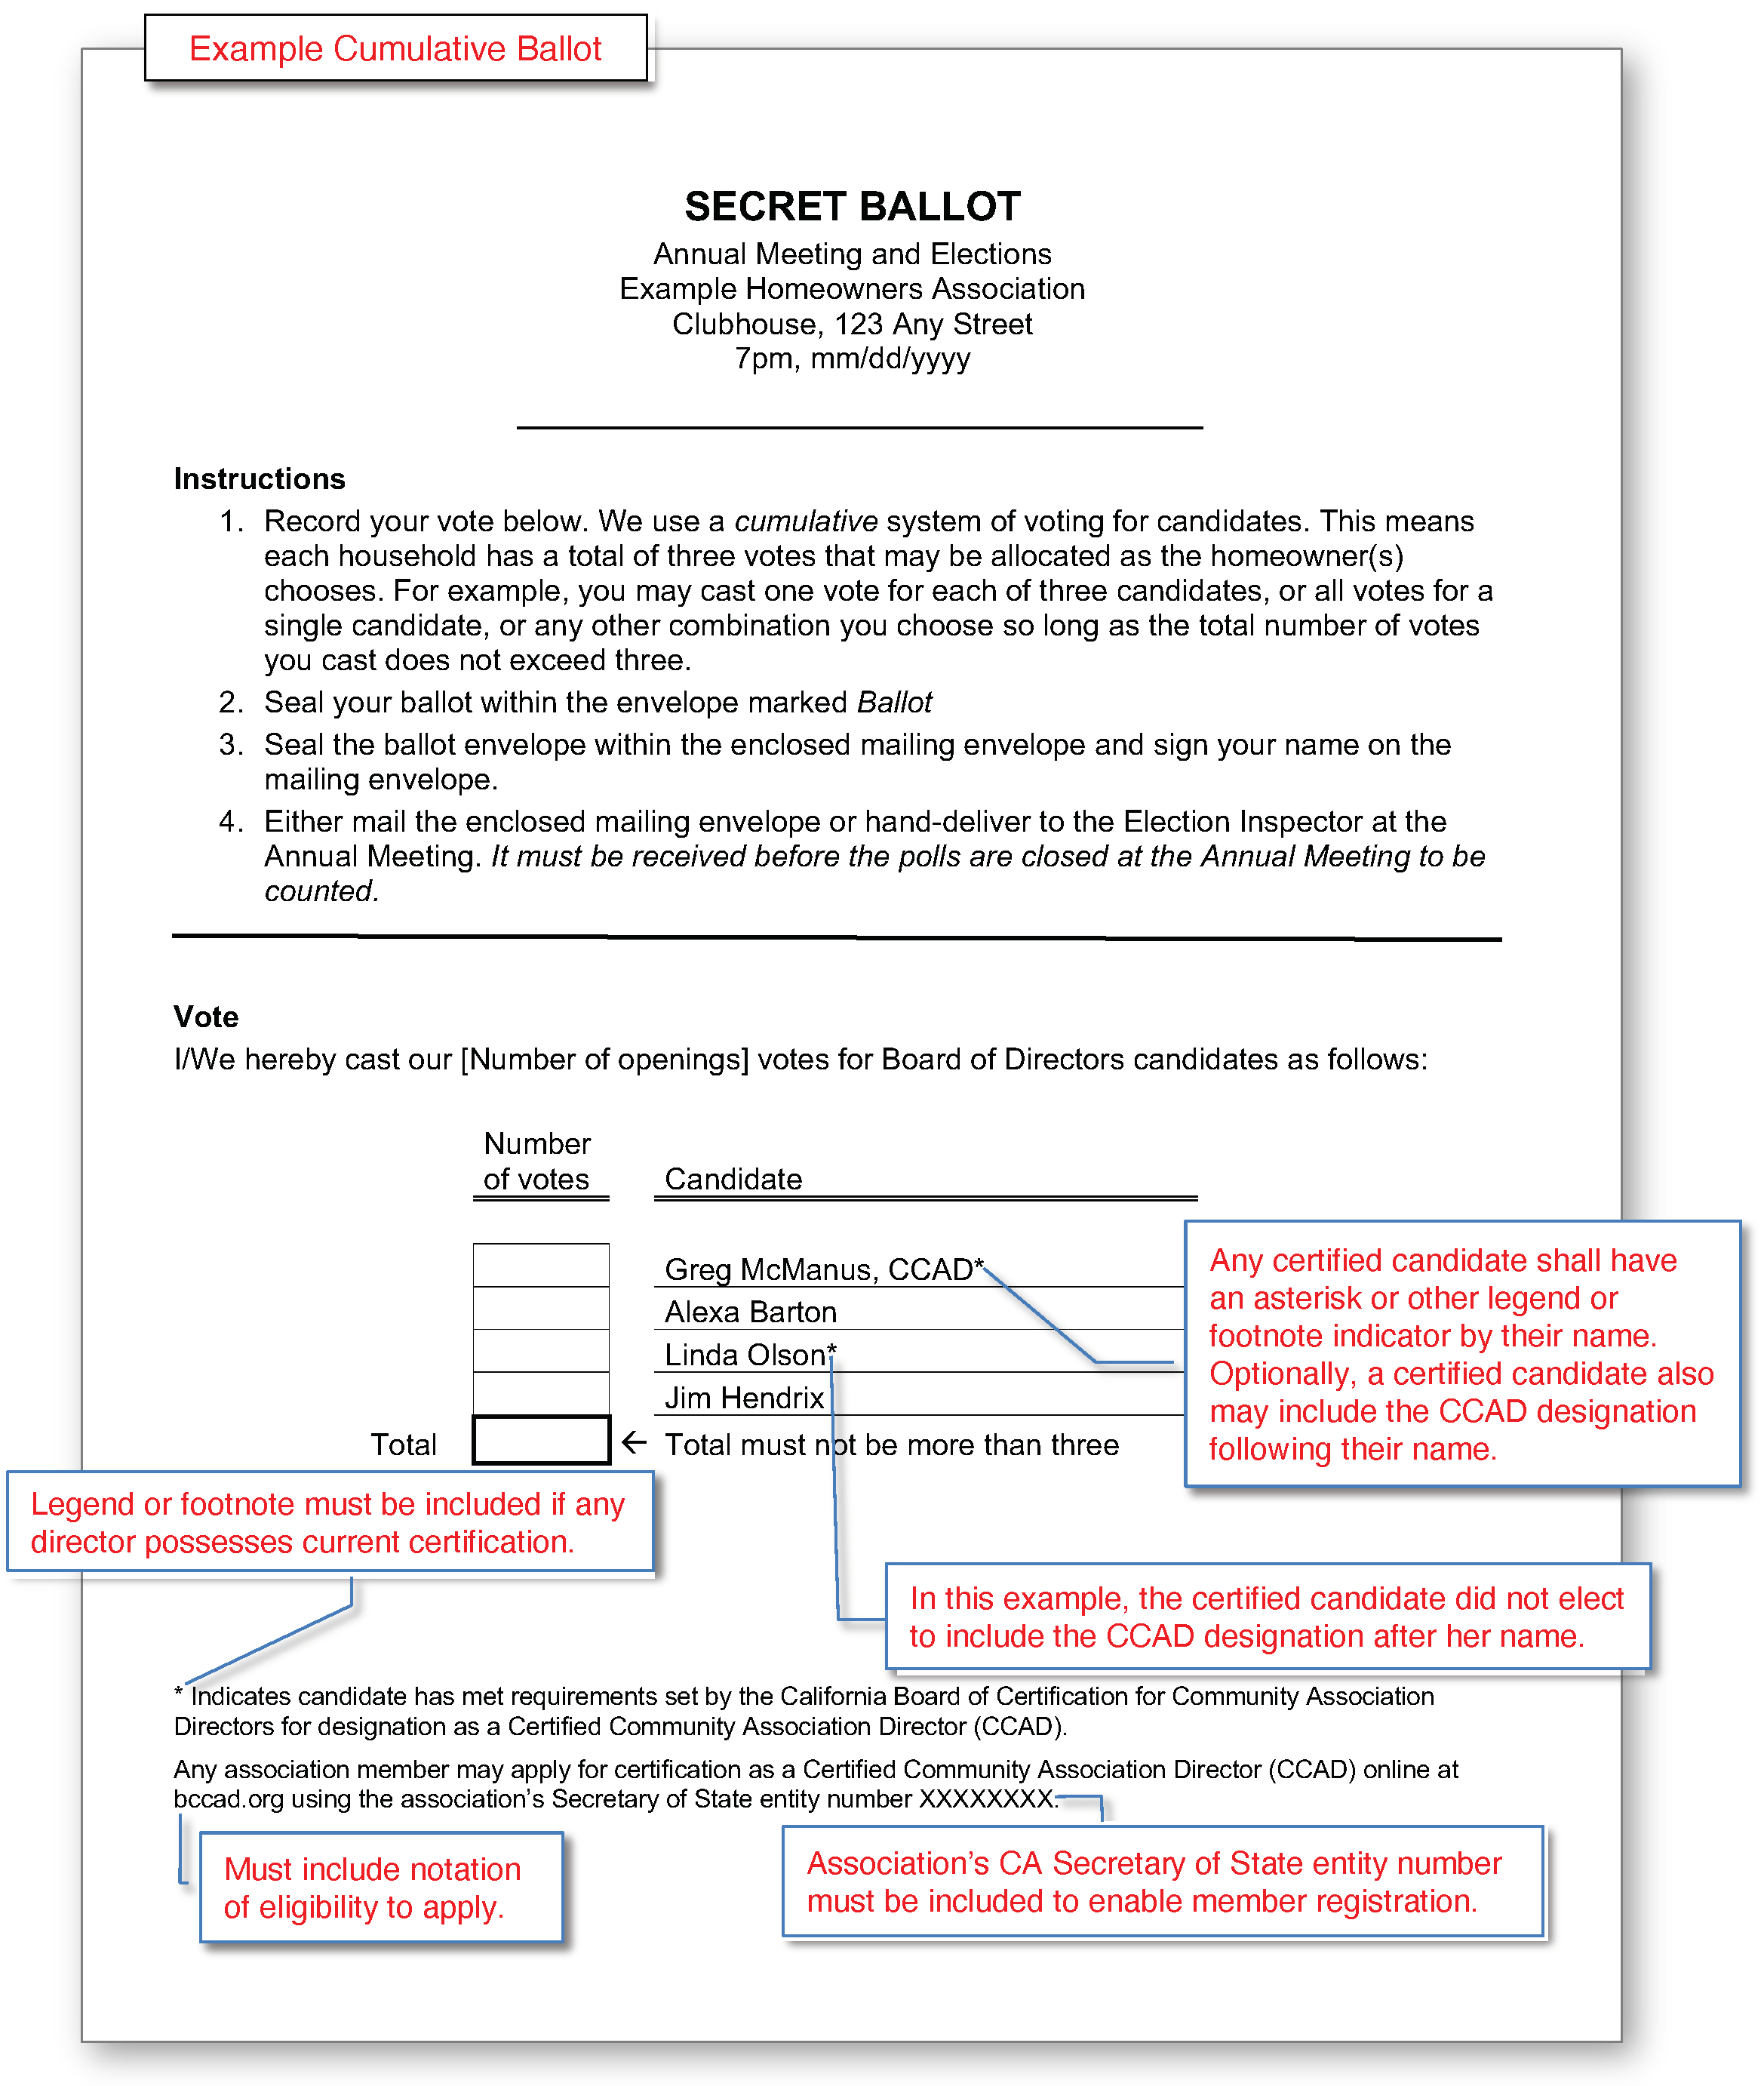 Example Cumulative Ballot
SECRET BALLOT
Annual Meeting and Elections
Example Homeowners Association
Clubhouse, 123 Any Street
7pm, mm/dd/yyyy
Instructions
1. Record your vote below. We use a cumulative system of voting for candidates. This means
each household has a total of three votes that may be allocated as the homeowner(s)
chooses. For example, you may cast one vote for each of three candidates, or all votes for a
single candidate, or any other combination you choose so long as the total number of votes
you cast does not exceed three.
2. Seal your ballot within the envelope marked Ballot
3. Seal the ballot envelope within the enclosed mailing envelope and sign your name on the
mailing envelope.
4. Either mail the enclosed mailing envelope or hand-deliver to the Election Inspector at the
Annual Meeting. It must be received before the polls are closed at the Annual Meeting to be
counted.
Vote
I/We hereby cast our [Number of openings] votes for Board of Directors candidates as follows:
Number
of votes Candidate
Greg McManus, CCAD*
Alexa Barton
Linda Olson*
Jim Hendrix
Total ← Total must not be more than three
Any certified candidate shall have
an asterisk or other legend or
footnote indicator by their name.
Optionally, a certified candidate also
may include the CCAD designation
following their name.
Legend or footnote must be included if any
director possesses current certification.
In this example, the certified candidate did not elect
to include the CCAD designation after her name.
* Indicates candidate has met requirements set by the California Board of Certification for Community Association
Directors for designation as a Certified Community Association Director (CCAD).
Any association member may apply for certification as a Certified Community Association Director (CCAD) online at
bccad.org using the association's Secretary of State entity number XXXXXXXX.
Must include notation
of eligibility to apply.
Association's CA Secretary of State entity number
must be included to enable member registration.